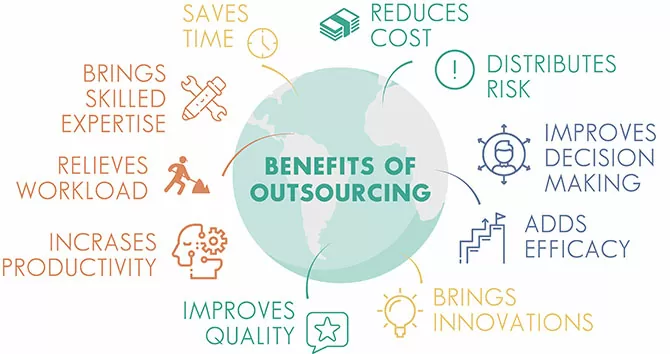 SAVES
TIME
REDUCES
COST
DISTRIBUTES
RISK
BRINGS
SKILLED
EXPERTISE
IMPROVES
DECISION
MAKING
RELIEVES
WORKLOAD
BENEFITS OF
OUTSOURCING
ADDS
EFFICACY
INCRASES
PRODUCTIVITY
IMPROVES
QUALITY
BRINGS
INNOVATIONS